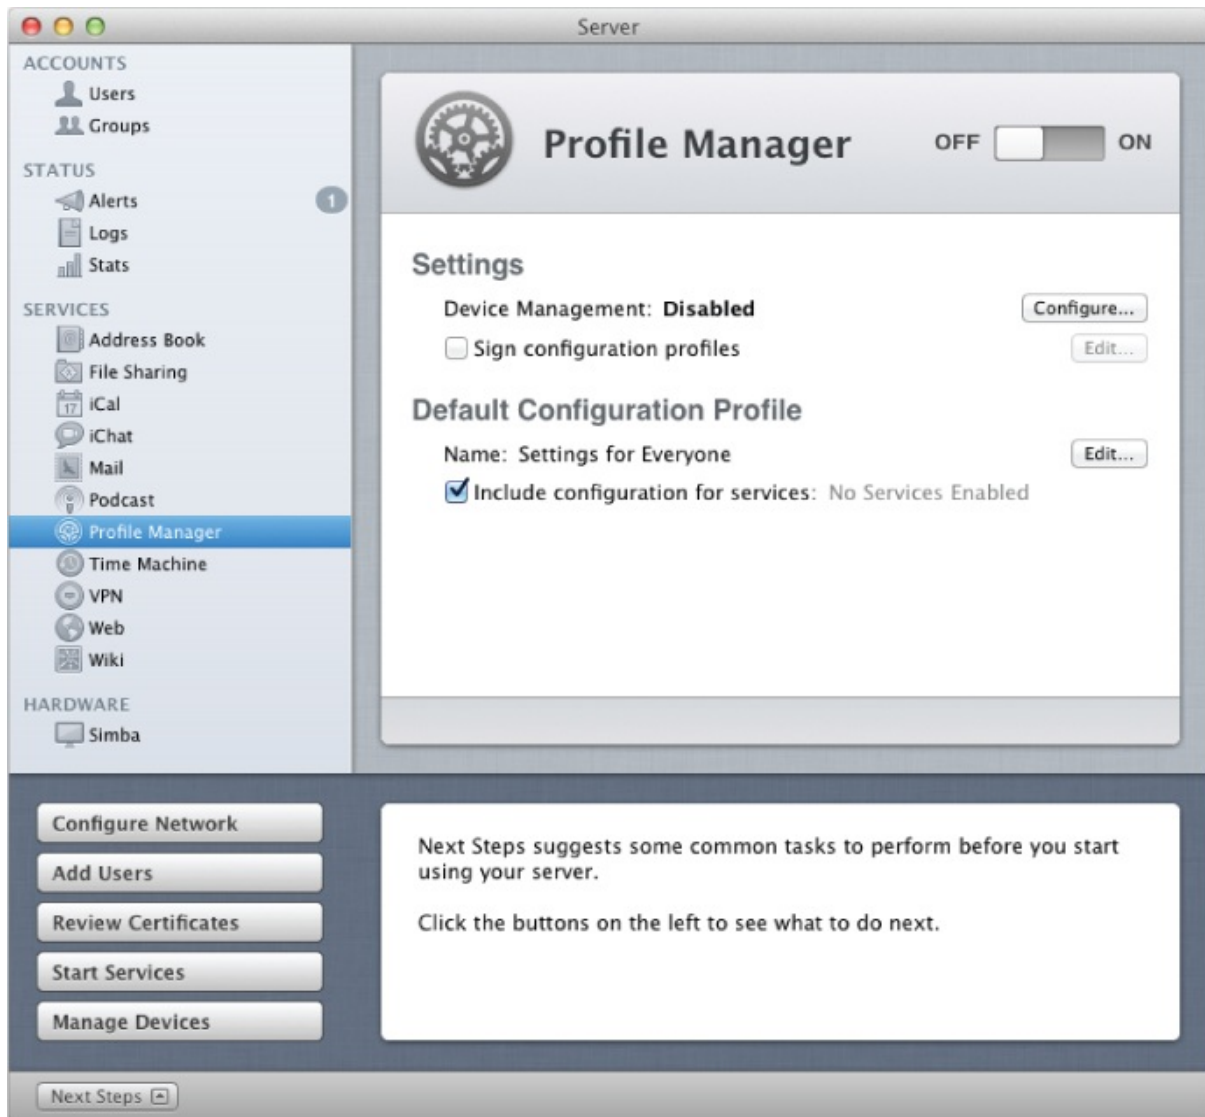 Server
ACCOUNTS
Users
Groups
STATUS
Alerts 1
Logs
Stats
SERVICES
Address Book
File Sharing
17 iCal
iChat
Mail
Podcast
Profile Manager
Time Machine
VPN
Web
Wiki
HARDWARE
Simba
Profile Manager OFF ON
Settings
Device Management: Disabled Configure...
Sign configuration profiles Edit...
Default Configuration Profile
Name: Settings for Everyone Edit...
Include configuration for services: No Services Enabled
Configure Network
Add Users
Review Certificates
Start Services
Manage Devices
Next Steps suggests some common tasks to perform before you start
using your server.
Click the buttons on the left to see what to do next.
Next Steps